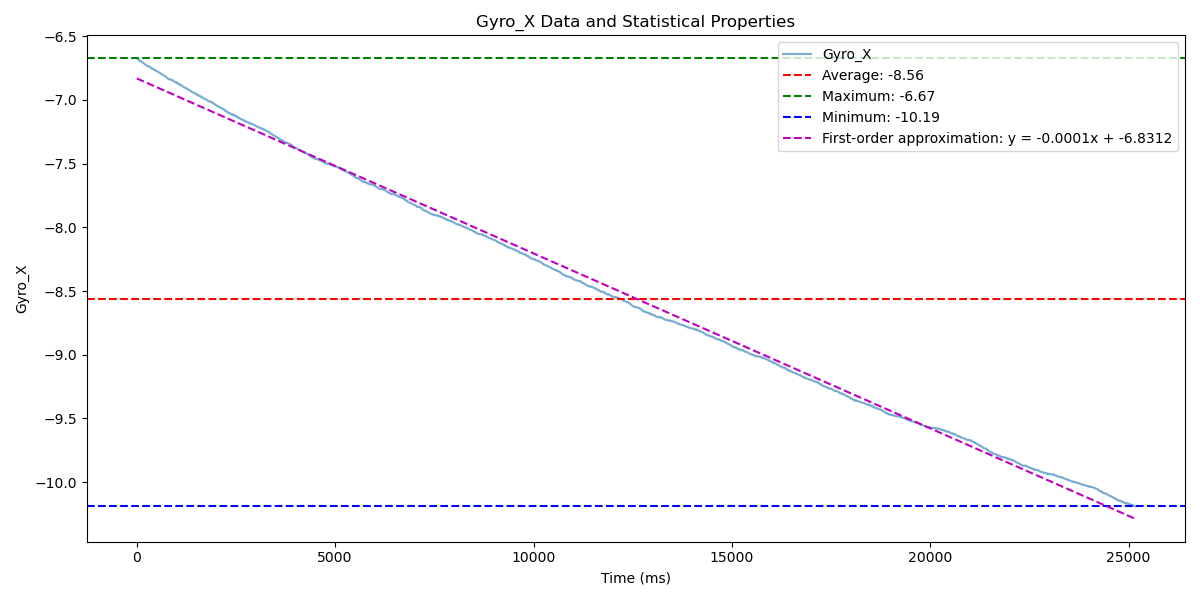 Gyro_X Data and Statistical Properties
Gyro_X
Average: -8.56
Maximum: -6.67
Minimum: -10.19
First-order approximation: y = -0.0001x + -6.8312
−6.5
−7.0
−7.5
−8.0
−8.5
−9.0
−9.5
−10.0
Gyro_X
0 5000 10000 15000 20000 25000
Time (ms)